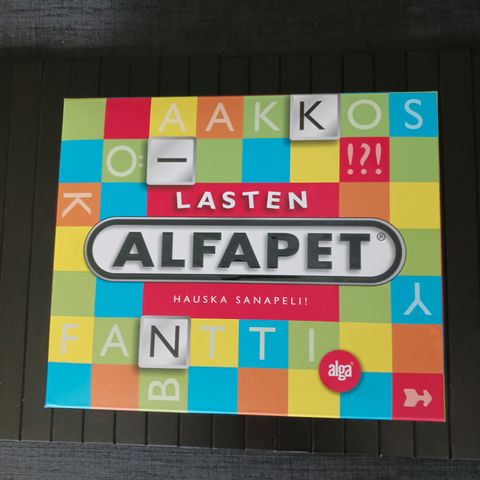 AAKKOS
Ö I !?!
LASTEN
K
ALFAPET®
HAUSKA SANAPELI!
Y
FANTTI
alga
B